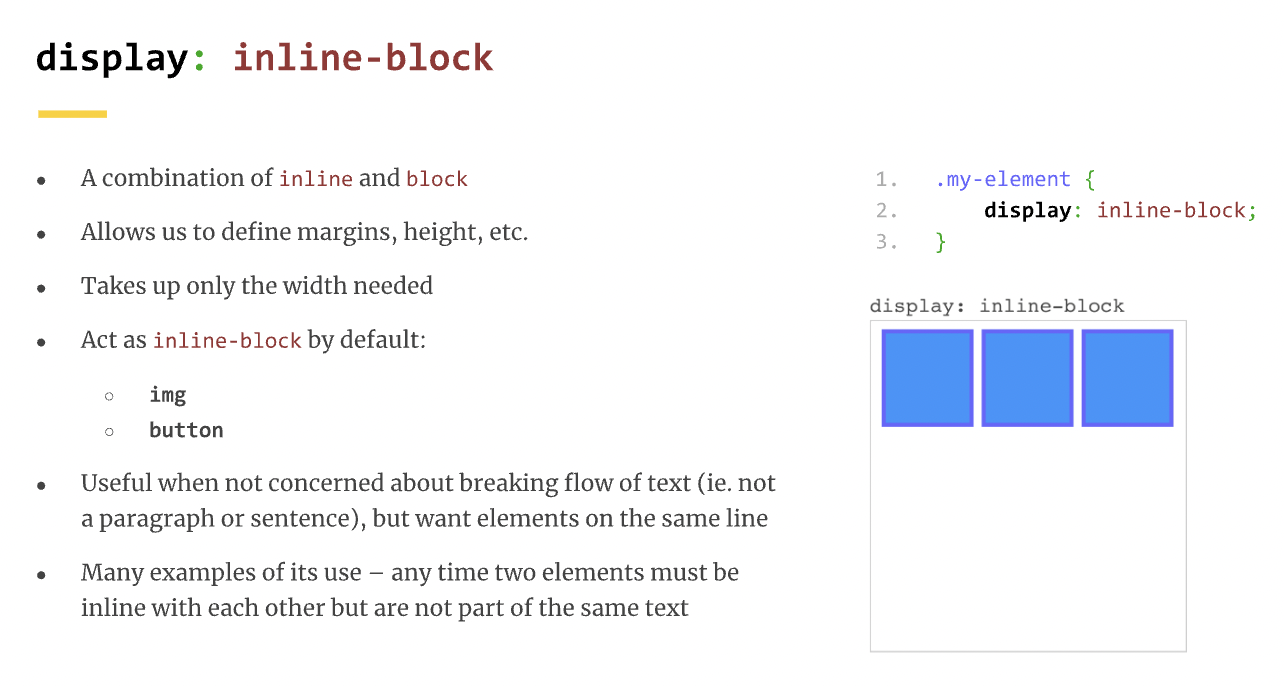 display: inline-block
● A combination of inline and block
● Allows us to define margins, height, etc.
● Takes up only the width needed
● Act as inline-block by default:
○ img
○ button
● Useful when not concerned about breaking flow of text (ie. not
a paragraph or sentence), but want elements on the same line
● Many examples of its use – any time two elements must be
inline with each other but are not part of the same text
1. .my-element {
2. display: inline-block;
3. }
display: inline-block